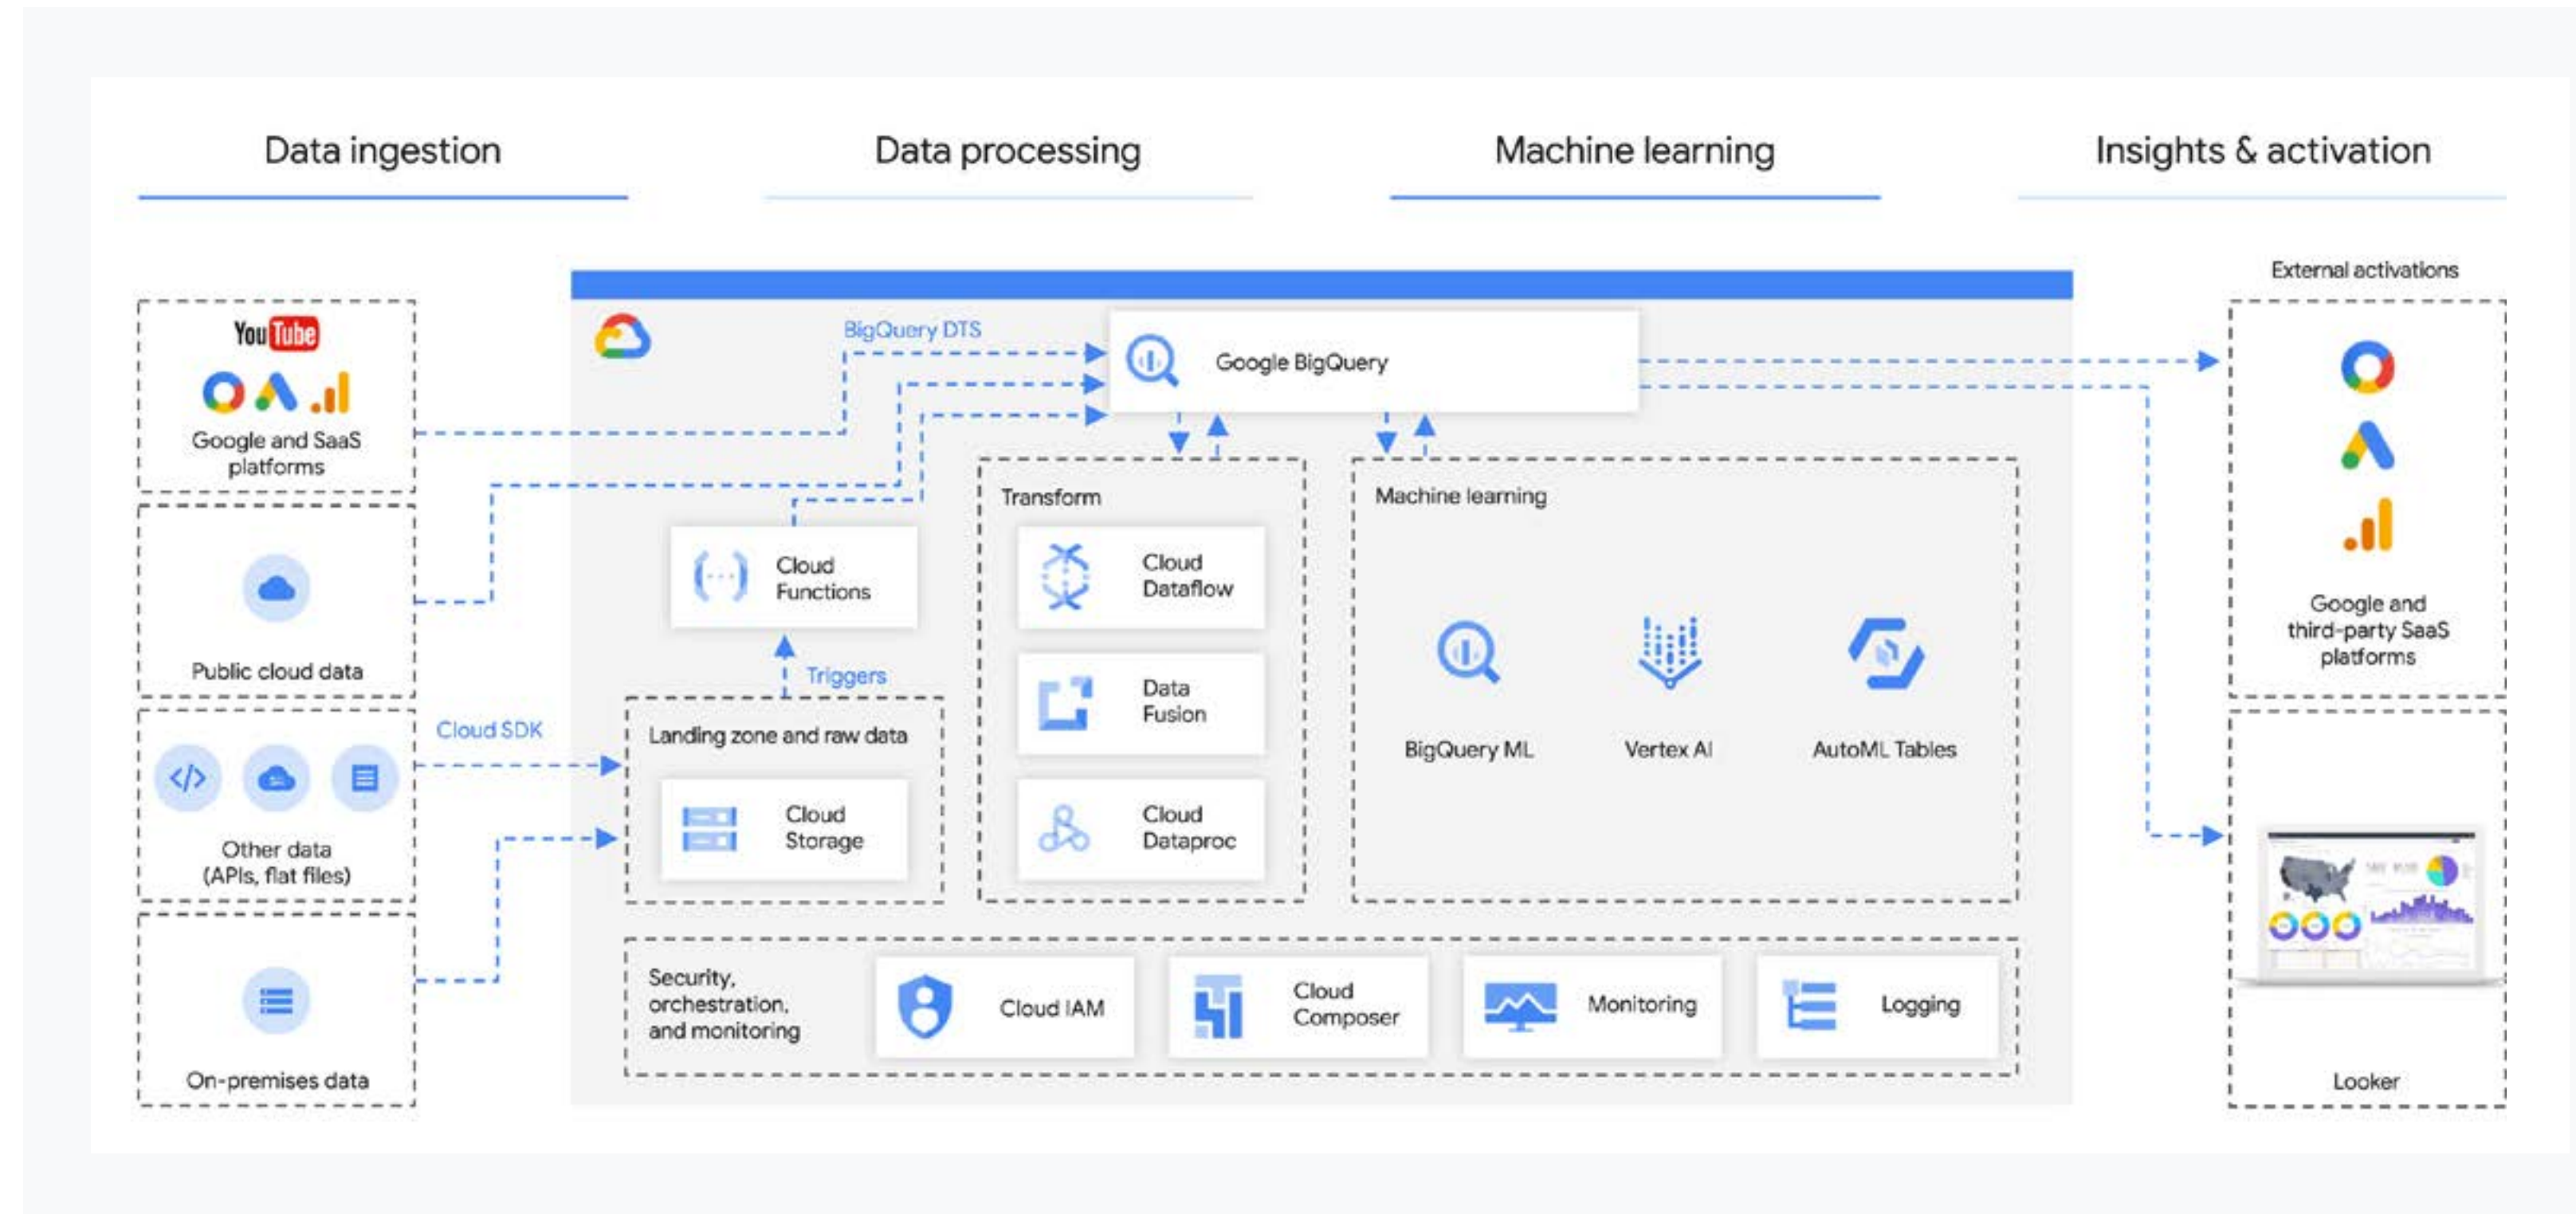 Data ingestion
Data processing
Machine learning
Insights & activation
You Tube
Google and SaaS
platforms
Public cloud data
Other data
(APIs, flat files)
On-premises data
BigQuery DTS
Cloud SDK
Google BigQuery
Cloud
Functions
Triggers
Landing zone and raw data
Cloud
Storage
Transform
Cloud
Dataflow
Data
Fusion
Cloud
Dataproc
Machine learning
BigQuery ML
Vertex AI
AutoML Tables
Security,
orchestration,
and monitoring
Cloud IAM
Cloud
Composer
Monitoring
Logging
External activations
Google and
third-party SaaS
platforms
Looker